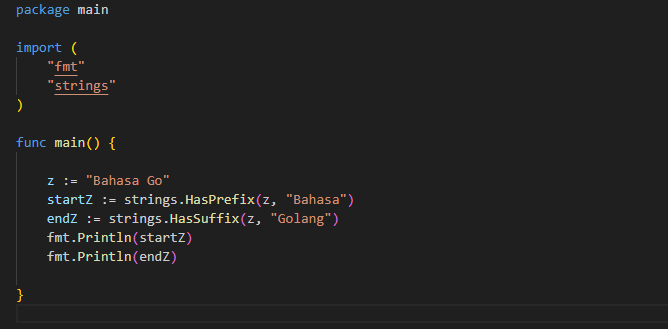 package main
import (
"fmt"
"strings"
)
func main() {
z := "Bahasa Go"
startZ := strings.HasPrefix(z, "Bahasa")
endZ := strings.HasSuffix(z, "Golang")
fmt.Println(startZ)
fmt.Println(endZ)
}